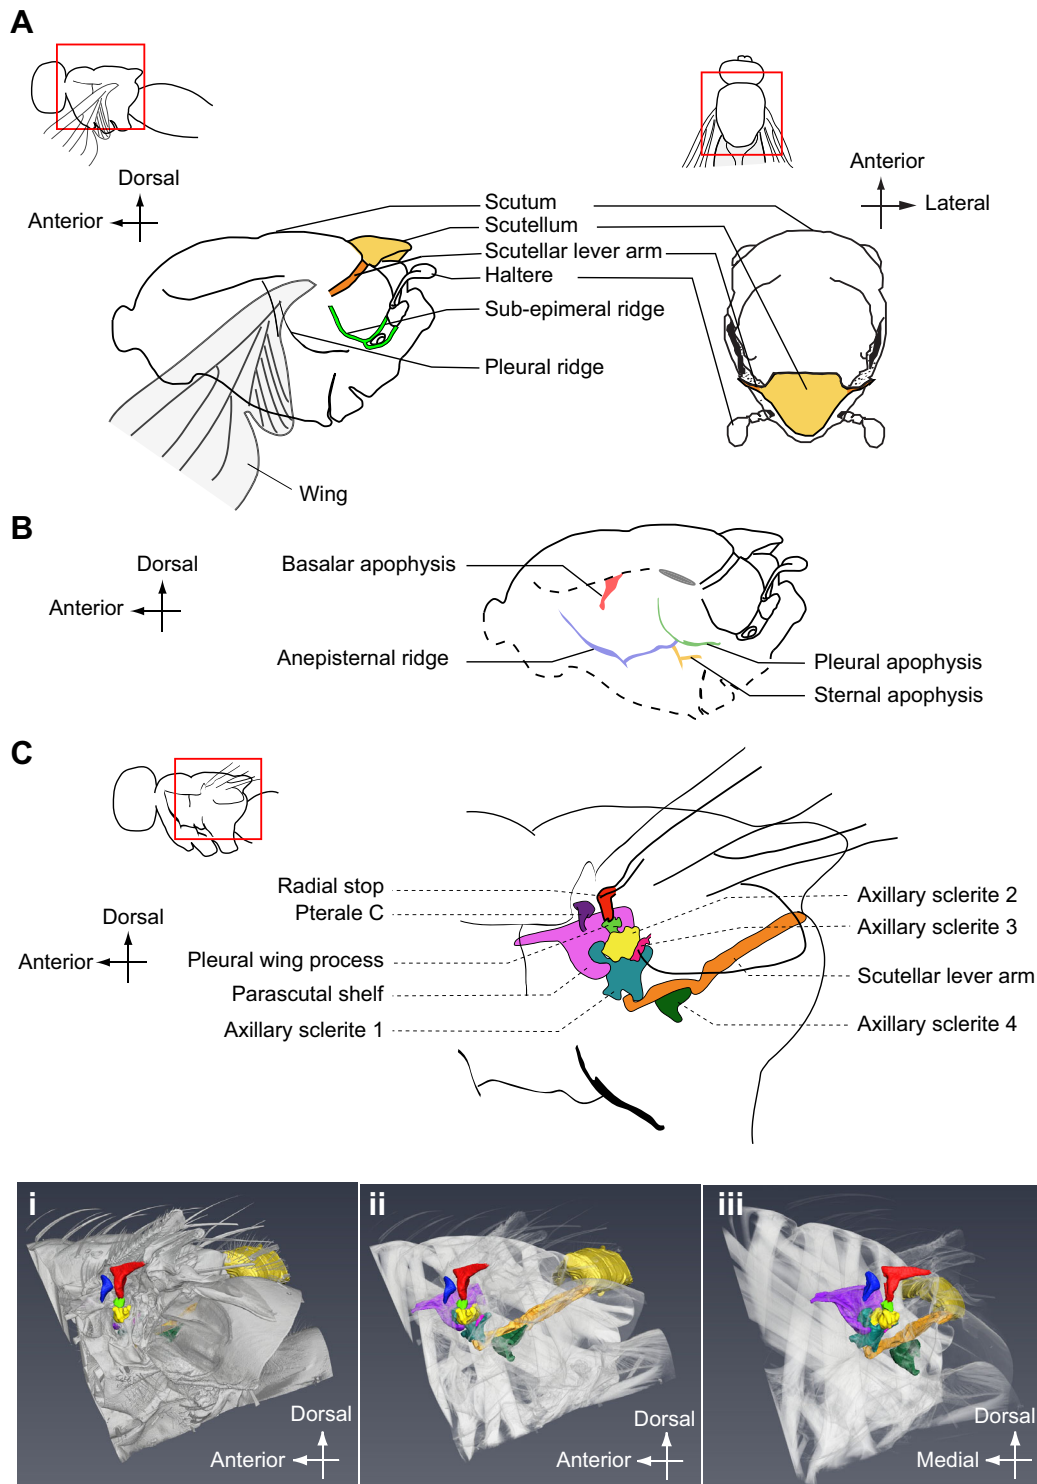 A
Dorsal
Anterior
Anterior
Lateral
Scutum
Scutellum
Scutellar lever arm
Haltere
Sub-epimeral ridge
Pleural ridge
Wing
B
Dorsal
Anterior
Basalar apophysis
Anepisternal ridge
Pleural apophysis
Sternal apophysis
C
Dorsal
Anterior
Radial stop
Pterale C
Pleural wing process
Parascutal shelf
Axillary sclerite 1
Axillary sclerite 2
Axillary sclerite 3
Scutellar lever arm
Axillary sclerite 4
i
Dorsal
Anterior
ii
Dorsal
Anterior
iii
Dorsal
Medial